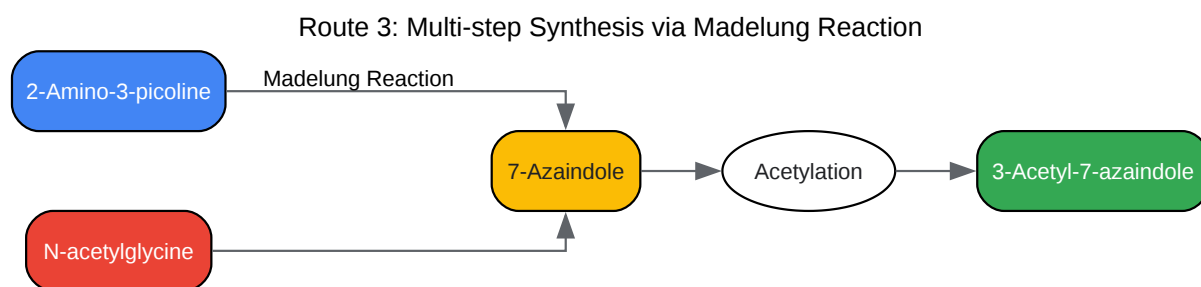 Route 3: Multi-step Synthesis via Madelung Reaction
2-Amino-3-picoline
Madelung Reaction
7-Azaindole
Acetylation
3-Acetyl-7-azaindole
N-acetylglycine